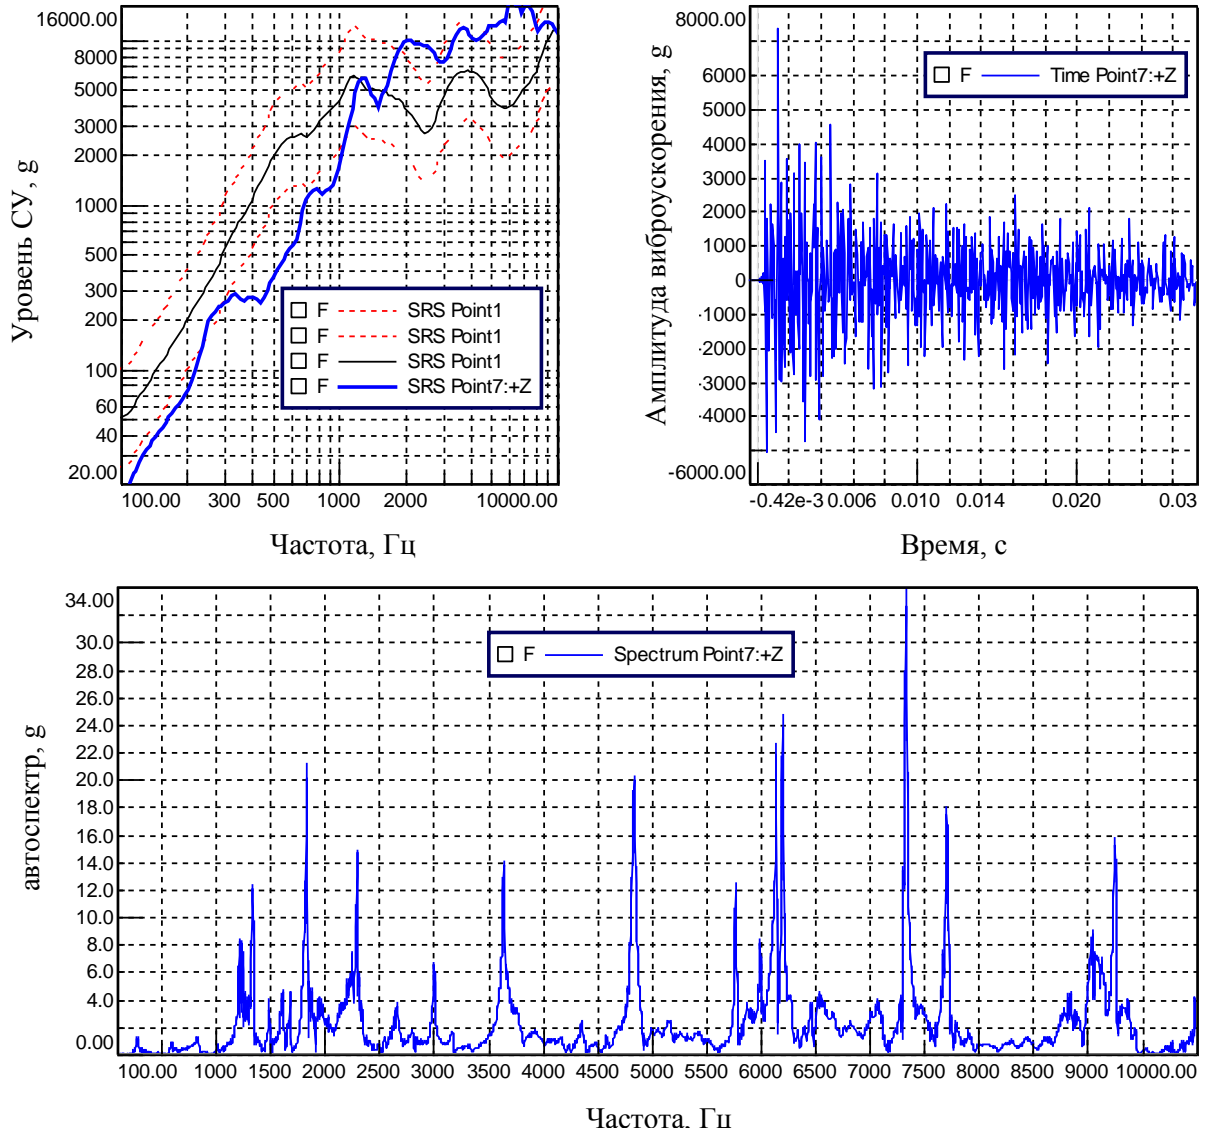 Уровень СУ, g
16000.00
8000
5000
3000
2000
1000
500
300
200
100
60
40
20.00
F SRS Point1
F SRS Point1
F SRS Point1
F SRS Point7:+Z
100.00 300 500 1000 2000 10000.00
Частота, Гц
Амплитуда виброускорения, g
8000.00
6000
5000
4000
3000
2000
1000
0
-1000
-2000
-3000
-4000
-6000.00
F Time Point7:+Z
-0.42e-3 0.006 0.010 0.014 0.020 0.03
Время, с
автоспектр, g
34.00
30.0
28.0
26.0
24.0
22.0
20.0
18.0
16.0
14.0
12.0
10.0
8.0
6.0
4.0
0.00
F Spectrum Point7:+Z
100.00 1000 1500 2000 2500 3000 3500 4000 4500 5000 5500 6000 6500 7000 7500 8000 8500 9000 10000.00
Частота, Гц